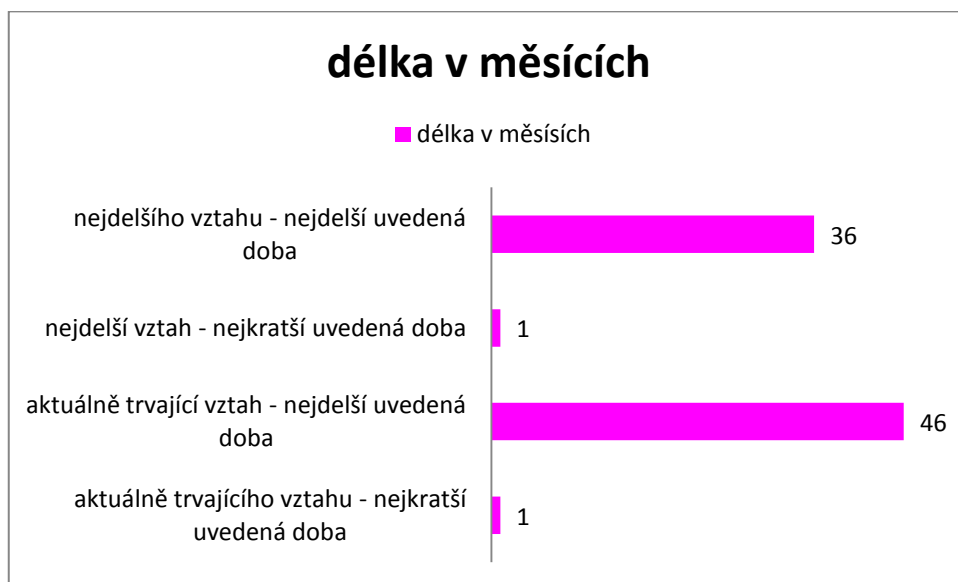 délka v měsících
délka v měsísích
nejdelšího vztahu - nejdelší uvedená
doba
36
nejdelší vztah - nejkratší uvedená doba
1
aktuálně trvající vztah - nejdelší uvedená
doba
46
aktuálně trvajícího vztahu - nejkratší
uvedená doba
1